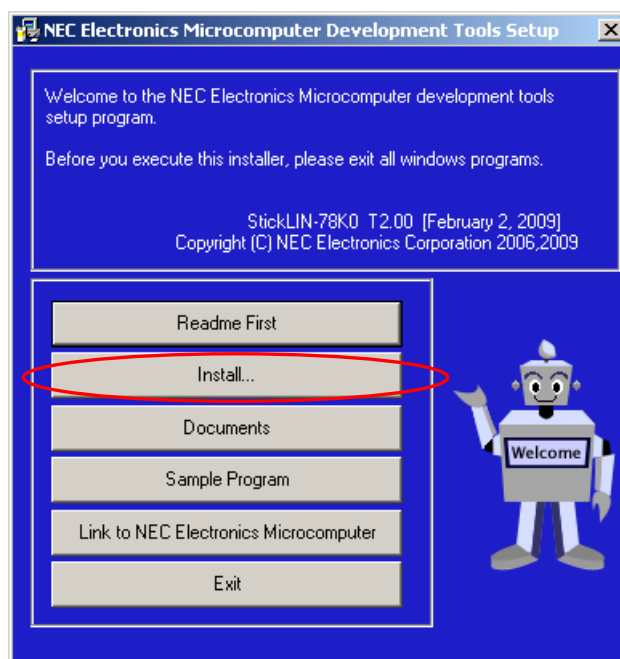 NEC Electronics Microcomputer Development Tools Setup
Welcome to the NEC Electronics Microcomputer development tools
setup program.
Before you execute this installer, please exit all windows programs.
StickLIN-78K0 T2.00 [February 2, 2009]
Copyright (C) NEC Electronics Corporation 2006,2009
Readme First
Install...
Documents
Sample Program
Link to NEC Electronics Microcomputer
Exit
Welcome